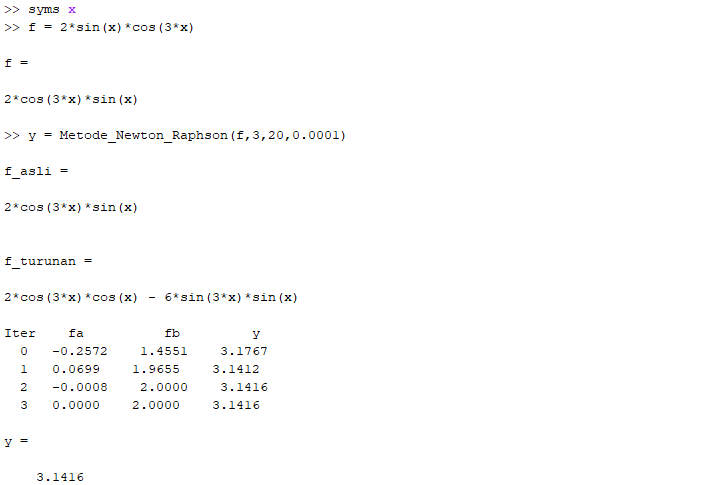 >> syms x
>> f = 2*sin(x)*cos(3*x)
f =
2*cos(3*x)*sin(x)
>> y = Metode_Newton_Raphson(f,3,20,0.0001)
f_asli =
2*cos(3*x)*sin(x)
f_turunan =
2*cos(3*x)*cos(x) - 6*sin(3*x)*sin(x)
Iter fa fb y
0 -0.2572 1.4551 3.1767
1 0.0699 1.9655 3.1412
2 -0.0008 2.0000 3.1416
3 0.0000 2.0000 3.1416
y =
3.1416